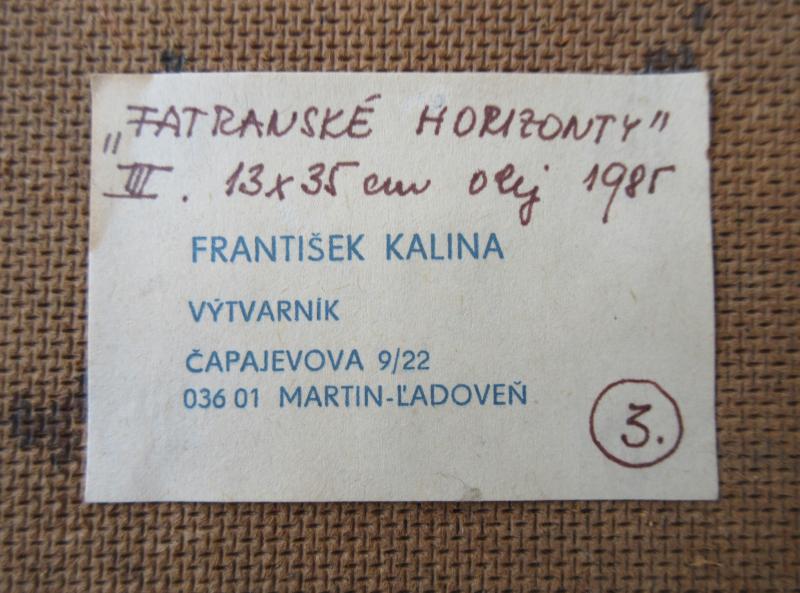 „FATRANSKÉ HORIZONTY"
III. 13x35 cm olej 1985
FRANTIŠEK KALINA
VÝTVARNÍK
ČAPAJEVOVA 9/22
036 01 MARTIN-ĽADOVEŇ
3.